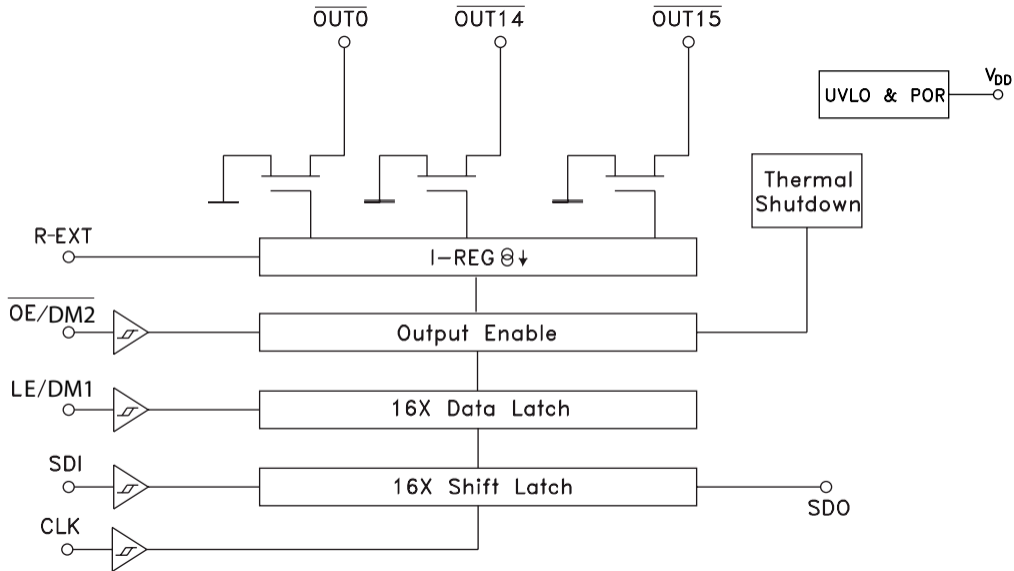 OUT0
OUT14
OUT15
VDD
UVLO & POR
Thermal
Shutdown
R-EXT
I-REG
OE/DM2
Output Enable
LE/DM1
16X Data Latch
SDI
16X Shift Latch
SDO
CLK